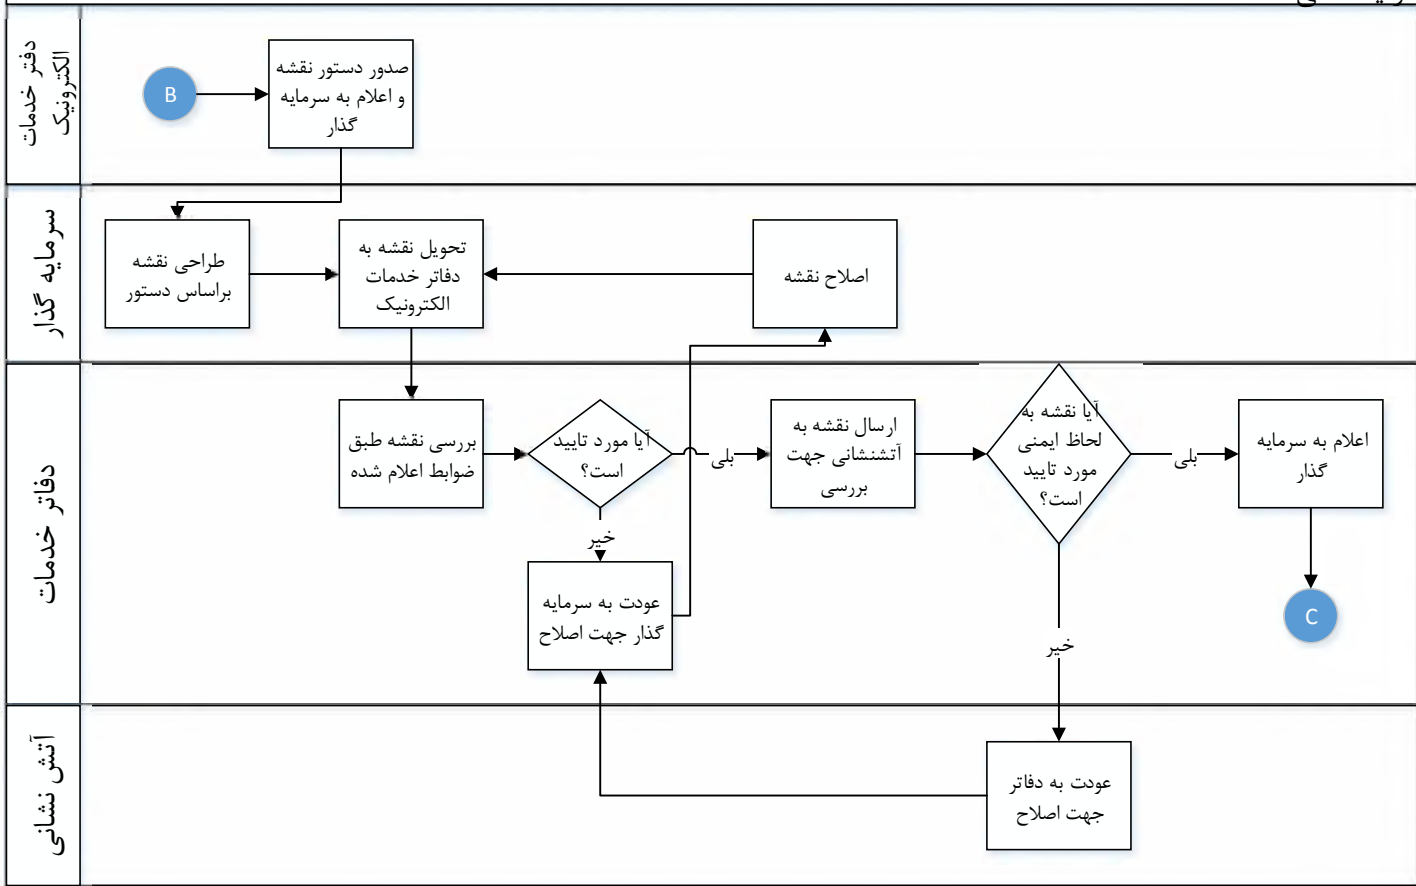 دفتر خدمات
الکترونیک
B
صدور دستور نقشه
و اعلام به سرمایه
گذار
سرمایه گذار
طراحی نقشه
براساس دستور
تحویل نقشه به
دفاتر خدمات
الکترونیک
اصلاح نقشه
دفاتر خدمات
بررسی نقشه طبق
ضوابط اعلام شده
آیا مورد تایید
است؟
بلی
خیر
عودت به سرمایه
گذار جهت اصلاح
ارسال نقشه به
آتشنشانی جهت
بررسی
آیا نقشه به
لحاظ ایمنی
مورد تایید
است؟
بلی
خیر
اعلام به سرمایه
گذار
C
آتش نشانی
عودت به دفاتر
جهت اصلاح